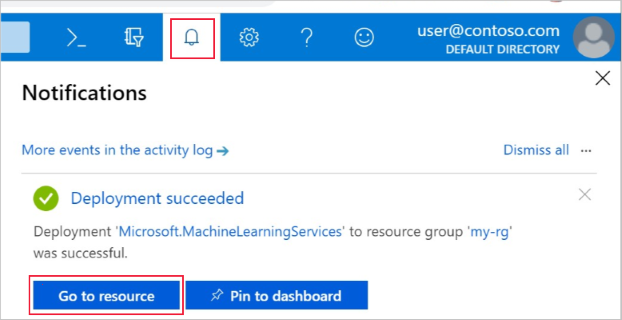 user@contoso.com
DEFAULT DIRECTORY
Notifications
More events in the activity log →
Dismiss all ...
Deployment succeeded
Deployment 'Microsoft.MachineLearningServices' to resource group 'my-rg'
was successful.
Go to resource
Pin to dashboard